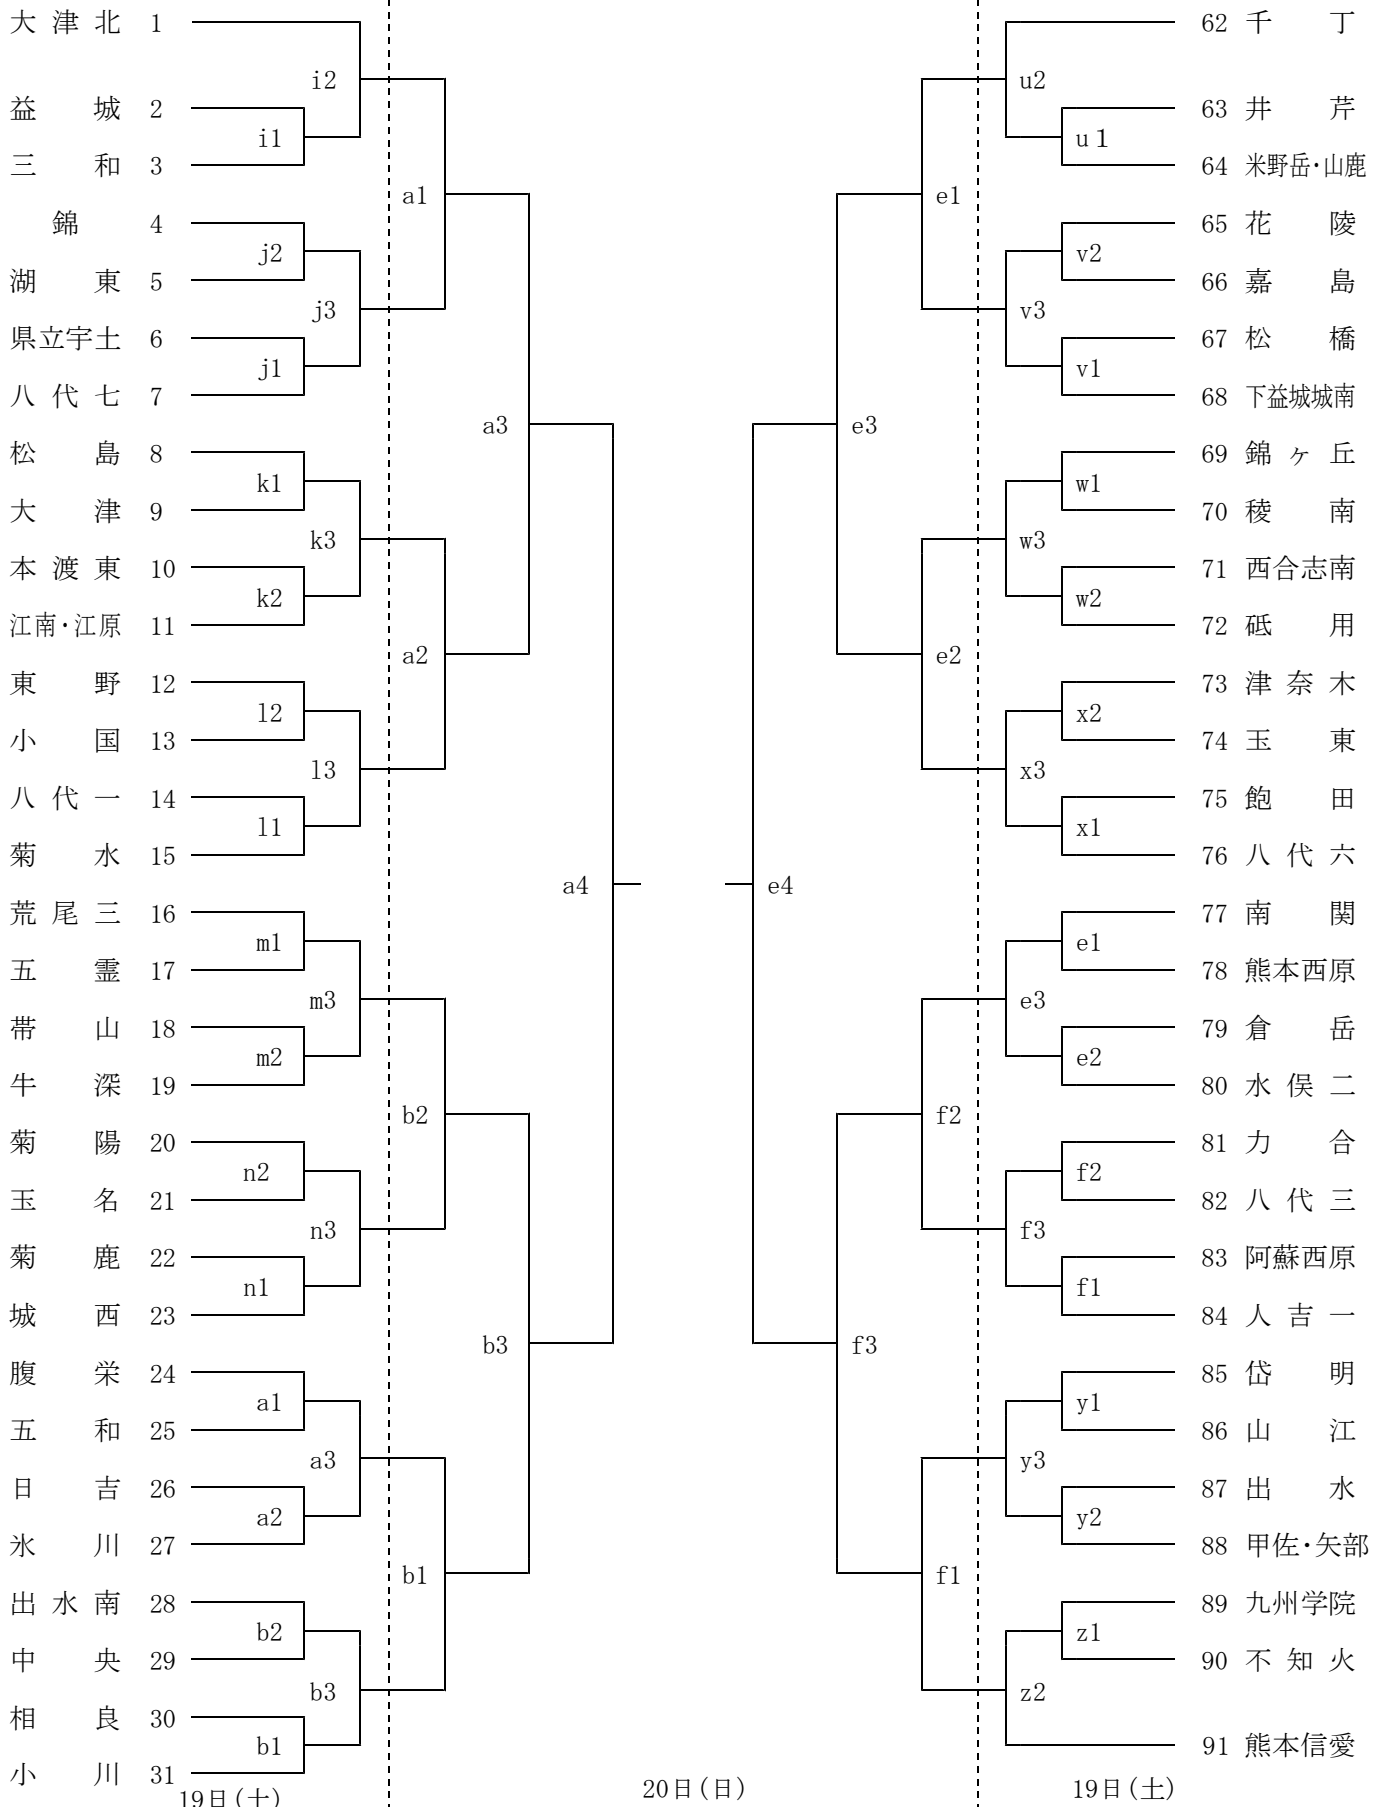 大津北 1
i2
益城 2
i1
三和 3
a1
錦 4
j2
湖東 5
j3
県立宇土 6
j1
八代七 7
a3
松島 8
k1
大津 9
k3
本渡東 10
k2
江南・江原 11
a2
東野 12
l2
小国 13
l3
八代一 14
l1
菊水 15
a4
荒尾三 16
m1
五霊 17
m3
帯山 18
m2
牛深 19
b2
菊陽 20
n2
玉名 21
n3
菊鹿 22
n1
城西 23
b3
腹栄 24
a1
五和 25
a3
日吉 26
a2
氷川 27
b1
出水南 28
b2
中央 29
b3
相良 30
b1
小川 31
19日(土)
20日(日)
62 千丁
u2
63 井芹
u1
64 米野岳・山鹿
e1
65 花陵
v2
66 嘉島
v3
67 松橋
v1
68 下益城城南
e3
69 錦ヶ丘
w1
70 稜南
w3
71 西合志南
w2
72 砥用
e2
73 津奈木
x2
74 玉東
x3
75 飽田
x1
76 八代六
e4
77 南関
e1
78 熊本西原
e3
79 倉岳
e2
80 水俣二
f2
81 力合
f2
82 八代三
f3
83 阿蘇西原
f1
84 人吉一
f3
85 岱明
y1
86 山江
y3
87 出水
y2
88 甲佐・矢部
f1
89 九州学院
z1
90 不知火
z2
91 熊本信愛
19日(土)